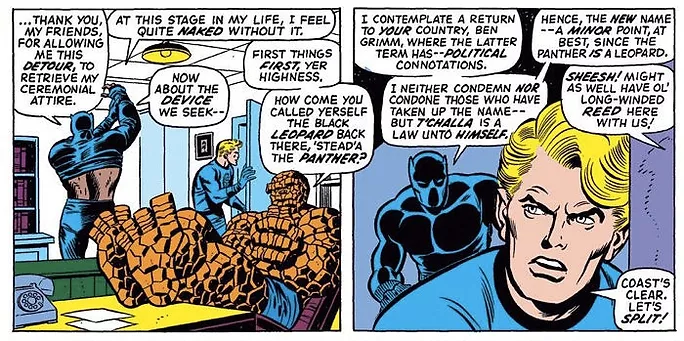 ...THANK YOU,
MY FRIENDS,
FOR ALLOWING
ME THIS
DETOUR, TO
RETRIEVE MY
CEREMONIAL
ATTIRE.
AT THIS STAGE IN MY LIFE, I FEEL
QUITE NAKED WITHOUT IT.
NOW
ABOUT THE
DEVICE
WE SEEK--
FIRST THINGS
FIRST, YER
HIGHNESS.
HOW COME YOU
CALLED YERSELF
THE BLACK
LEOPARD BACK
THERE, 'STEAD'A
THE PANTHER?
I CONTEMPLATE A RETURN
TO YOUR COUNTRY, BEN
GRIMM, WHERE THE LATTER
TERM HAS--POLITICAL
CONNOTATIONS.
I NEITHER CONDEMN NOR
CONDONE THOSE WHO HAVE
TAKEN UP THE NAME--
BUT T'CHALLA IS A
LAW UNTO HIMSELF.
HENCE, THE NEW NAME
--A MINOR POINT, AT
BEST, SINCE THE
PANTHER IS A LEOPARD.
SHEESH! MIGHT
AS WELL HAVE OL'
LONG-WINDED
REED HERE
WITH US!
COAST'S
CLEAR.
LET'S
SPLIT!